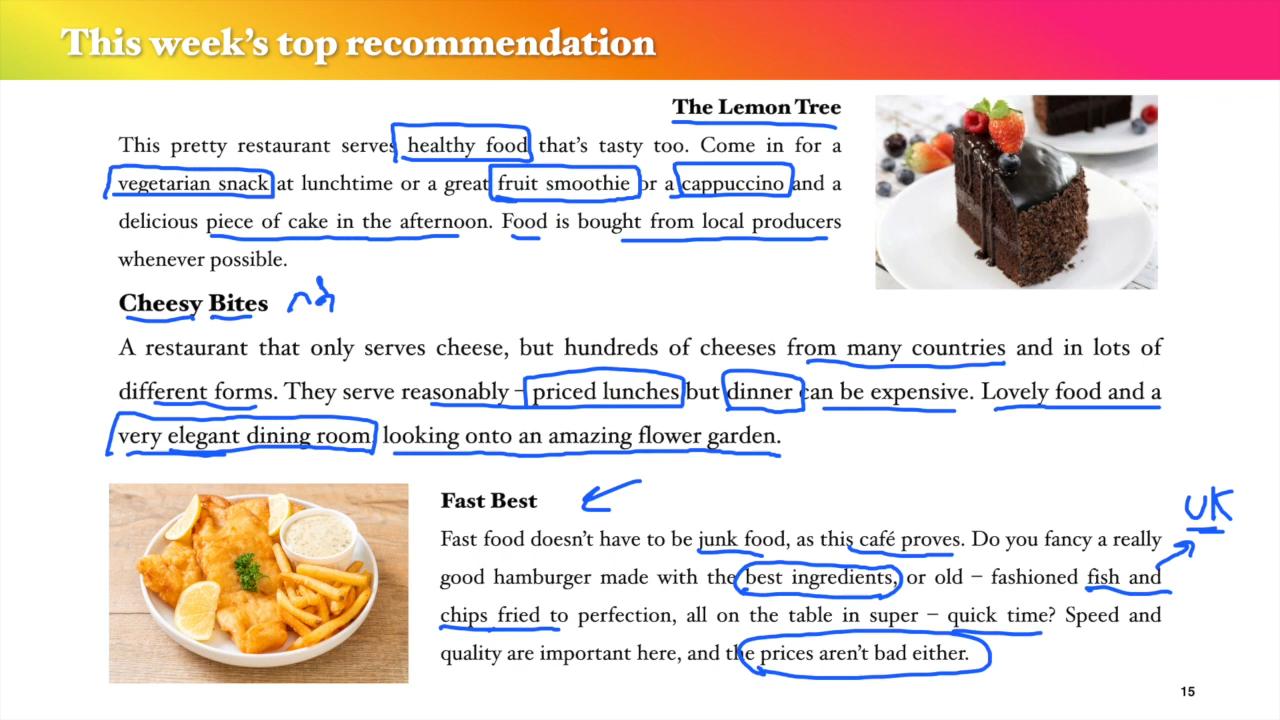 This week's top recommendation
The Lemon Tree
This pretty restaurant serves healthy food that's tasty too. Come in for a
vegetarian snack at lunchtime or a great fruit smoothie or a cappuccino and a
delicious piece of cake in the afternoon. Food is bought from local producers
whenever possible.
Cheesy Bites
A restaurant that only serves cheese, but hundreds of cheeses from many countries and in lots of
different forms. They serve reasonably – priced lunches but dinner can be expensive. Lovely food and a
very elegant dining room, looking onto an amazing flower garden.
Fast Best
UK
Fast food doesn't have to be junk food, as this café proves. Do you fancy a really
good hamburger made with the best ingredients, or old – fashioned fish and
chips fried to perfection, all on the table in super – quick time? Speed and
quality are important here, and the prices aren't bad either.
15